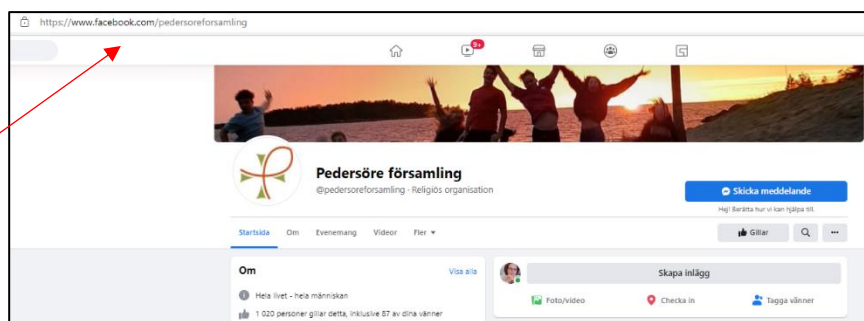 https://www.facebook.com/pedersoreforsamling
9+
Pedersöre församling
@pedersoreforsamling · Religiös organisation
Skicka meddelande
Hej! Berätta hur vi kan hjälpa till.
Startsida Om Evenemang Videor Fler
Gillar
Om Visa alla
Skapa inlägg
Hela livet - hela människan
Foto/video Checka in Tagga vänner
1 020 personer gillar detta, inklusive 87 av dina vänner